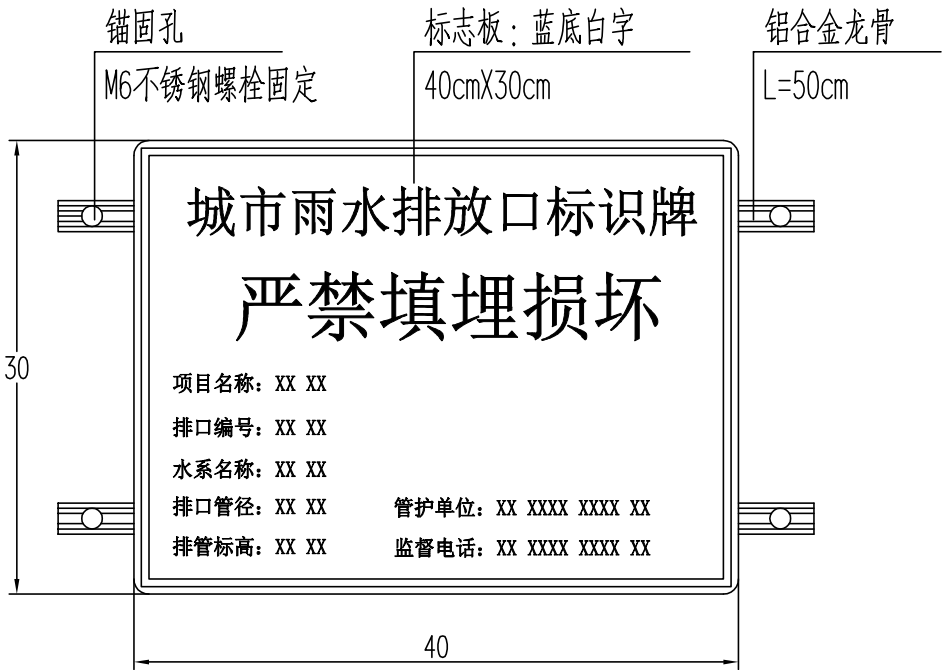 锚固孔
M6不锈钢螺栓固定
标志板：蓝底白字
40cmX30cm
铝合金龙骨
L=50cm
城市雨水排放口标识牌
严禁填埋损坏
30
项目名称：XX XX
排口编号：XX XX
水系名称：XX XX
排口管径：XX XX
管护单位：XX XXXX XXXX XX
排管标高：XX XX
监督电话：XX XXXX XXXX XX
40